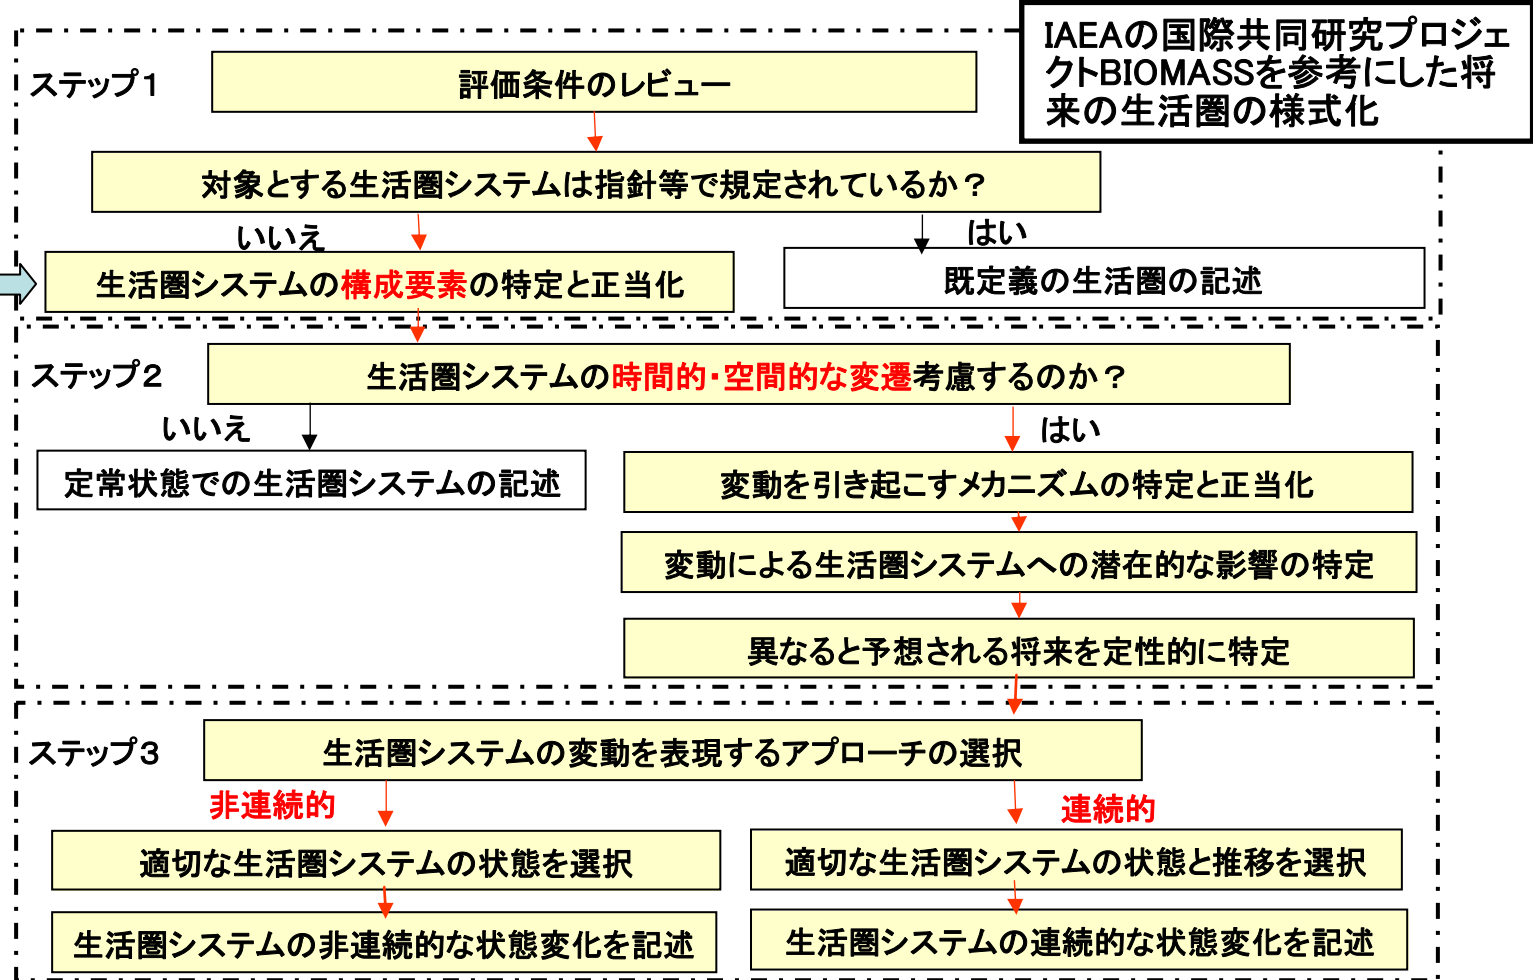 IAEAの国際共同研究プロジェ
クトBIOMASSを参考にした将
来の生活圏の様式化
ステップ1
評価条件のレビュー
対象とする生活圏システムは指針等で規定されているか？
いいえ
はい
生活圏システムの構成要素の特定と正当化
既定義の生活圏の記述
ステップ2
生活圏システムの時間的・空間的な変遷考慮するのか？
いいえ
はい
定常状態での生活圏システムの記述
変動を引き起こすメカニズムの特定と正当化
変動による生活圏システムへの潜在的な影響の特定
異なると予想される将来を定性的に特定
ステップ3
生活圏システムの変動を表現するアプローチの選択
非連続的
連続的
適切な生活圏システムの状態を選択
適切な生活圏システムの状態と推移を選択
生活圏システムの非連続的な状態変化を記述
生活圏システムの連続的な状態変化を記述